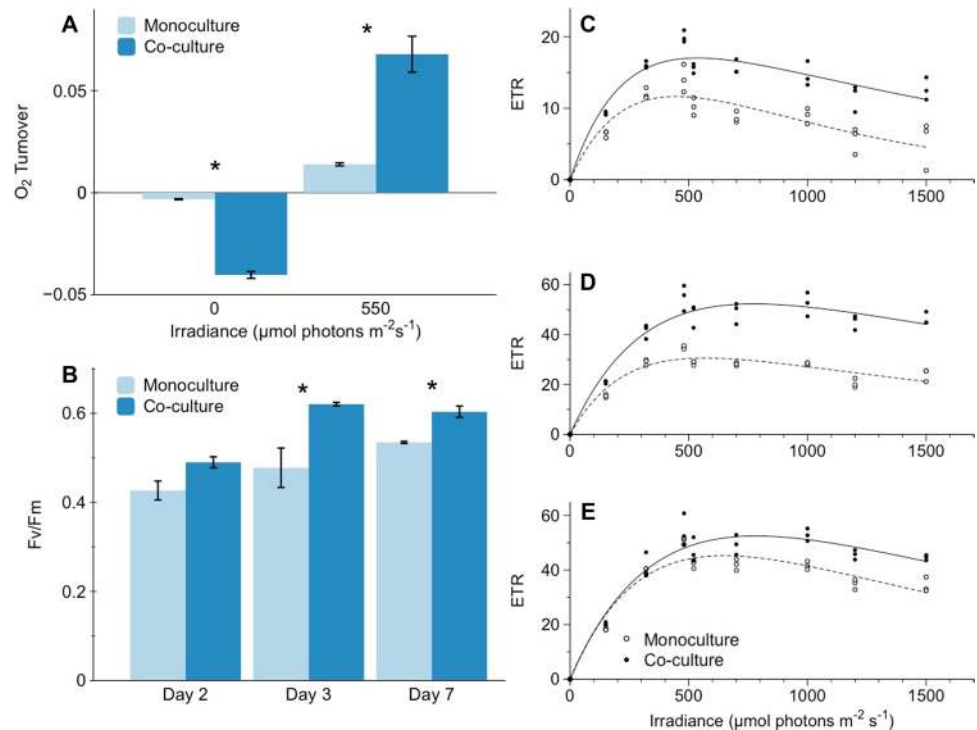 A
Monoculture
Co-culture
*
*
O2 Turnover
0.05
0
−0.05
0
550
Irradiance (µmol photons m-2s-1)
B
Monoculture
Co-culture
*
*
Fv/Fm
0.6
0.4
0.2
0
Day 2
Day 3
Day 7
C
ETR
20
10
0
0
500
1000
1500
D
ETR
60
40
20
0
0
500
1000
1500
E
ETR
60
40
20
0
Monoculture
Co-culture
0
500
1000
1500
Irradiance (µmol photons m-2 s-1)